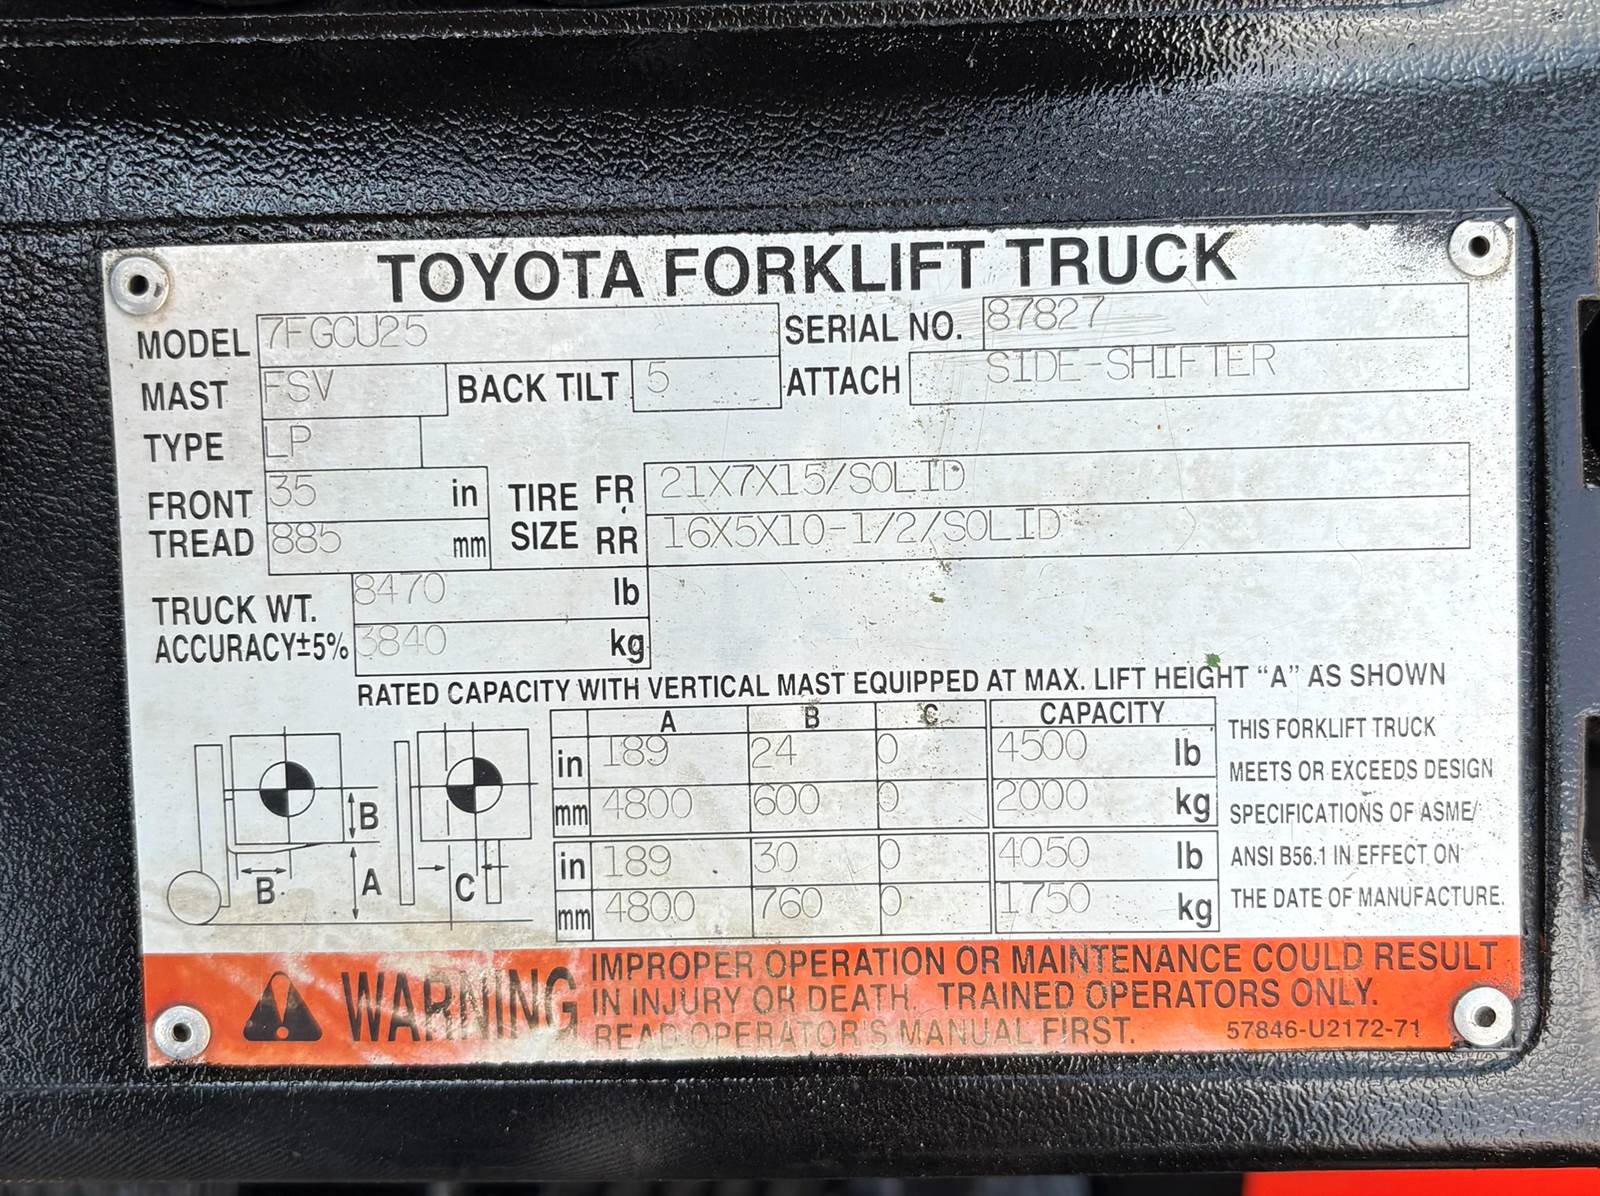 TOYOTA FORKLIFT TRUCK
MODEL 7FGCU25 SERIAL NO. 87827
MAST FSV BACK TILT 5 ATTACH SIDE-SHIFTER
TYPE LP
FRONT TREAD 35 in TIRE SIZE FR 21X7X15/SOLID
885 mm RR 16X5X10-1/2/SOLID
TRUCK WT. 8470 lb
ACCURACY±5% 3840 kg
RATED CAPACITY WITH VERTICAL MAST EQUIPPED AT MAX. LIFT HEIGHT "A" AS SHOWN
A B C CAPACITY
in 189 24 0 4500 lb
mm 4800 600 0 2000 kg
in 189 30 0 4050 lb
mm 4800 760 0 1750 kg
B
B A C
THIS FORKLIFT TRUCK
MEETS OR EXCEEDS DESIGN
SPECIFICATIONS OF ASME/
ANSI B56.1 IN EFFECT ON
THE DATE OF MANUFACTURE.
WARNING
IMPROPER OPERATION OR MAINTENANCE COULD RESULT
IN INJURY OR DEATH. TRAINED OPERATORS ONLY.
READ OPERATOR'S MANUAL FIRST. 57846-U2172-71